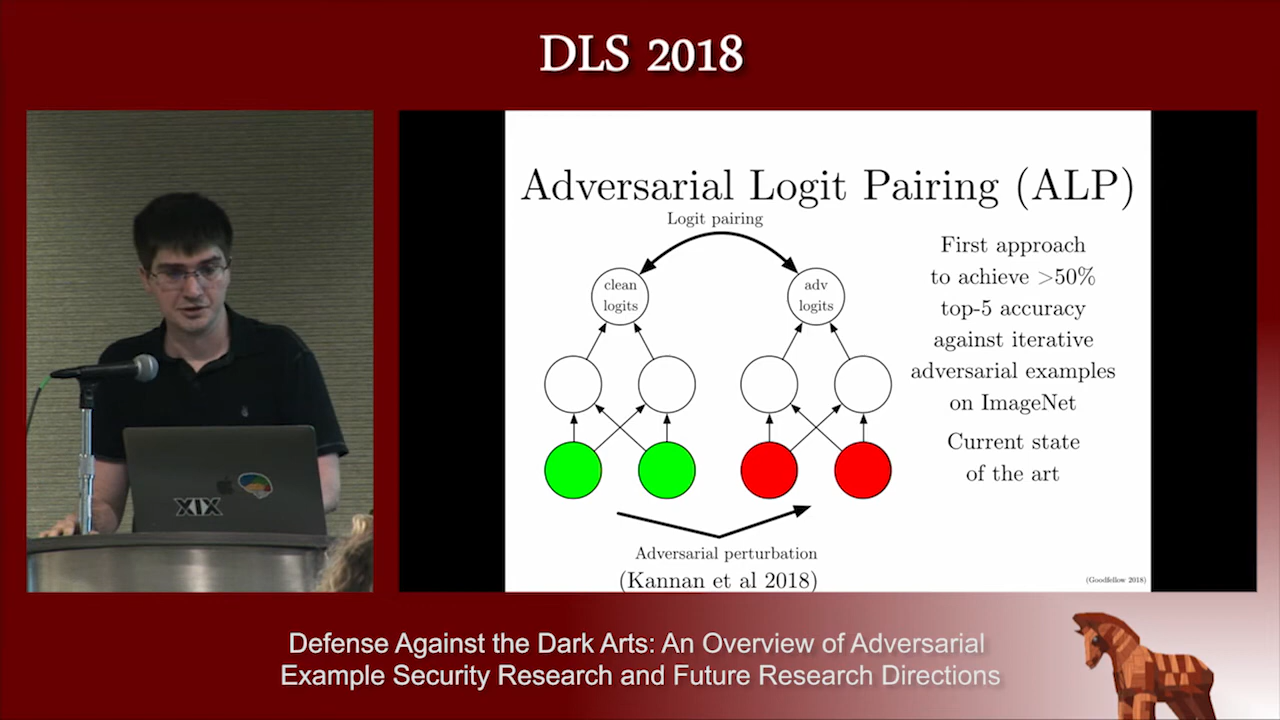 DLS 2018
Adversarial Logit Pairing (ALP)
Logit pairing
clean
logits
adv
logits
First approach
to achieve >50%
top-5 accuracy
against iterative
adversarial examples
on ImageNet
Current state
of the art
Adversarial perturbation
(Kannan et al 2018)
(Goodfellow 2018)
XIX
Defense Against the Dark Arts: An Overview of Adversarial
Example Security Research and Future Research Directions